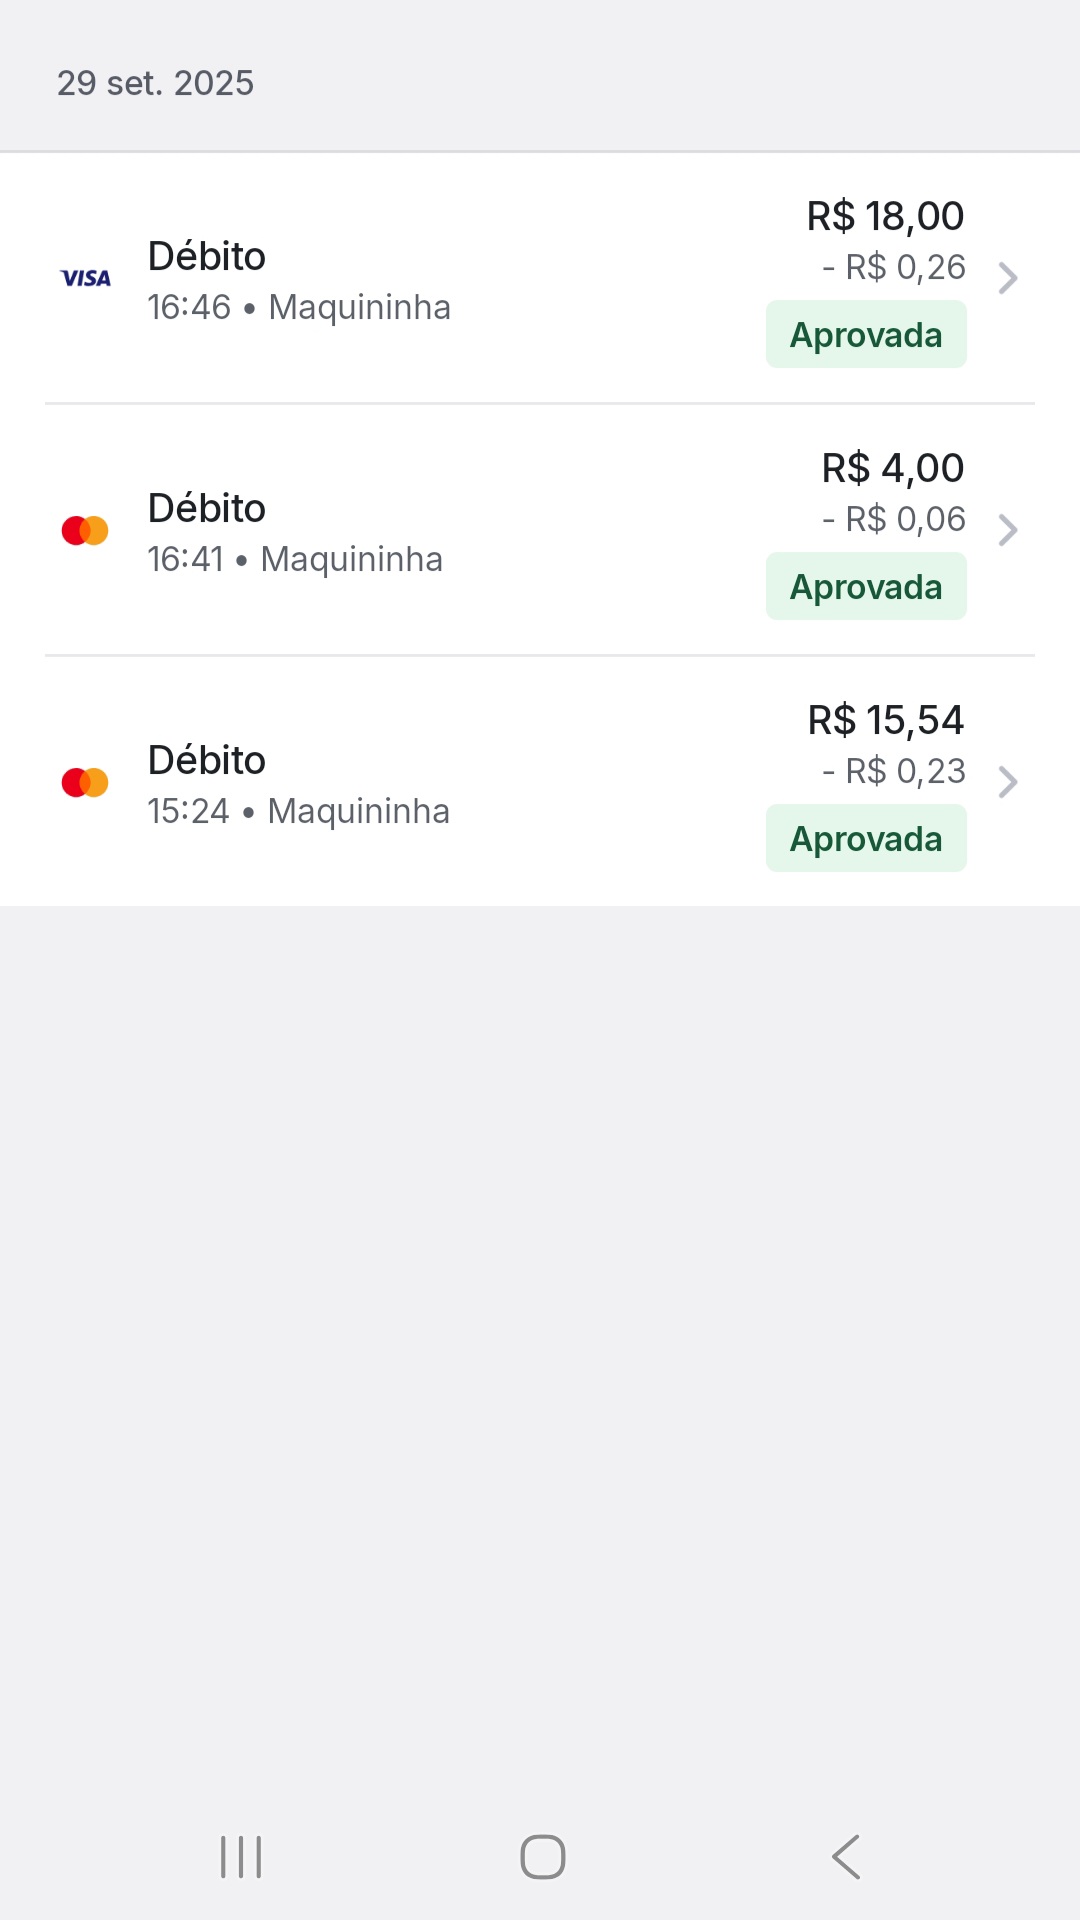 29 set. 2025
R$ 18,00
Débito
- R$ 0,26
VISA
16:46 • Maquininha
Aprovada
R$ 4,00
Débito
- R$ 0,06
16:41 • Maquininha
Aprovada
R$ 15,54
Débito
- R$ 0,23
15:24 • Maquininha
Aprovada